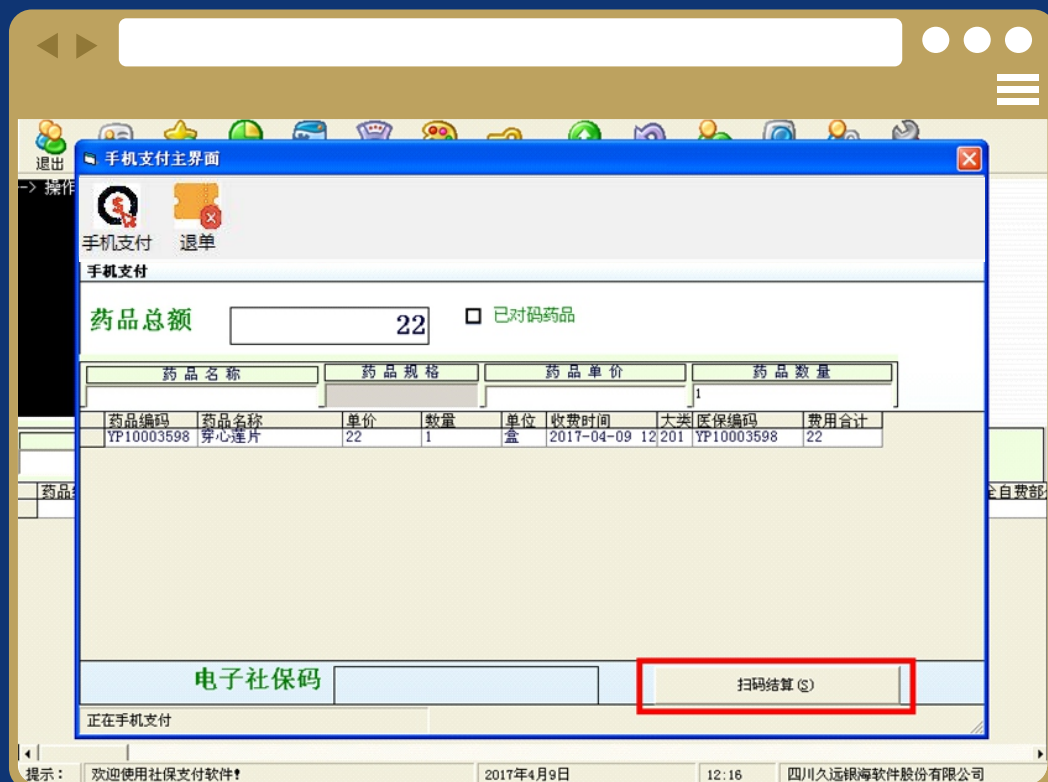 退出
手机支付主界面
-> 操作
手机支付 退单
手机支付
药品总额 22 已对码药品
药品名称 药品规格 药品单价 药品数量
1
药品编码 药品名称 单价 数量 单位 收费时间 大类 医保编码 费用合计
YP10003598 穿心莲片 22 1 盒 2017-04-09 12 201 YP10003598 22
药品
全自费部
电子社保码 扫码结算(S)
正在手机支付
提示： 欢迎使用社保支付软件! 2017年4月9日 12:16 四川久远银海软件股份有限公司